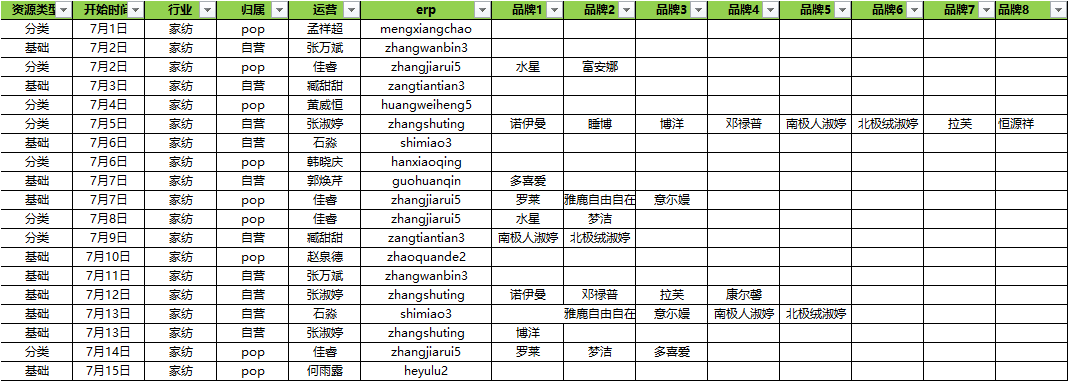 资源类型 开始时间 行业 归属 运营 erp 品牌1 品牌2 品牌3 品牌4 品牌5 品牌6 品牌7 品牌8
分类 7月1日 家纺 pop 孟祥超 mengxiangchao
基础 7月2日 家纺 自营 张万斌 zhangwanbin3
分类 7月2日 家纺 pop 佳睿 zhangjiarui5 水星 富安娜
基础 7月3日 家纺 自营 臧甜甜 zangtiantian3
分类 7月4日 家纺 pop 黄威恒 huangweiheng5
分类 7月5日 家纺 自营 张淑婷 zhangshuting 诺伊曼 睡博 博洋 邓禄普 南极人淑婷 北极绒淑婷 拉芙 恒源祥
基础 7月6日 家纺 自营 石淼 shimiao3
分类 7月6日 家纺 pop 韩晓庆 hanxiaoqing
基础 7月7日 家纺 自营 郭焕芹 guohuanqin 多喜爱
基础 7月7日 家纺 pop 佳睿 zhangjiarui5 罗莱 雅鹿自由自在 意尔嫚
分类 7月8日 家纺 pop 佳睿 zhangjiarui5 水星 梦洁
分类 7月9日 家纺 自营 臧甜甜 zangtiantian3 南极人淑婷 北极绒淑婷
基础 7月10日 家纺 pop 赵泉德 zhaoquande2
基础 7月11日 家纺 自营 张万斌 zhangwanbin3
基础 7月12日 家纺 自营 张淑婷 zhangshuting 诺伊曼 邓禄普 拉芙 康尔馨
基础 7月13日 家纺 自营 石淼 shimiao3 雅鹿自由自在 意尔嫚 南极人淑婷 北极绒淑婷
基础 7月13日 家纺 自营 张淑婷 zhangshuting 博洋
分类 7月14日 家纺 pop 佳睿 zhangjiarui5 罗莱 梦洁 多喜爱
基础 7月15日 家纺 pop 何雨露 heyulu2